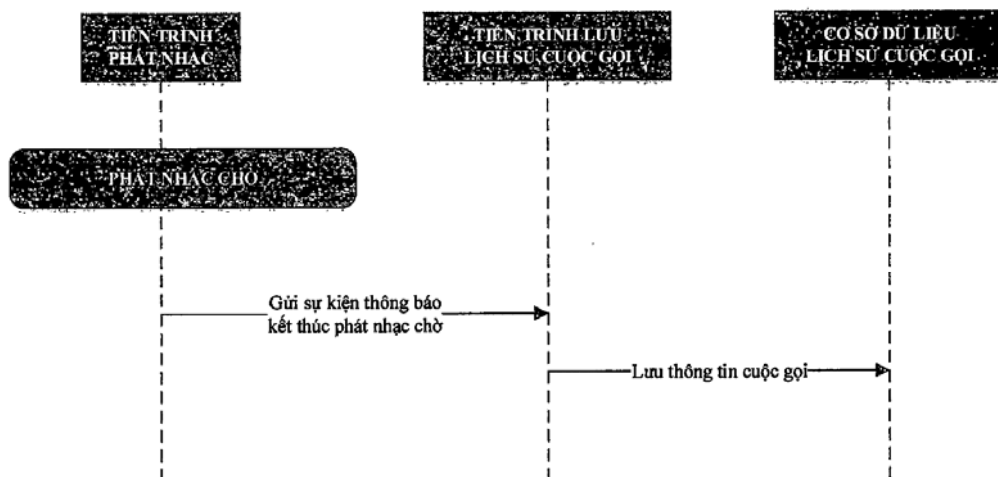 TIẾN TRÌNH
PHÁT NHẠC
TIẾN TRÌNH LƯU
LỊCH SỬ CUỘC GỌI
CƠ SỞ DỮ LIỆU
LỊCH SỬ CUỘC GỌI
PHÁT NHẠC CHỜ
Gửi sự kiện thông báo
kết thúc phát nhạc chờ
Lưu thông tin cuộc gọi